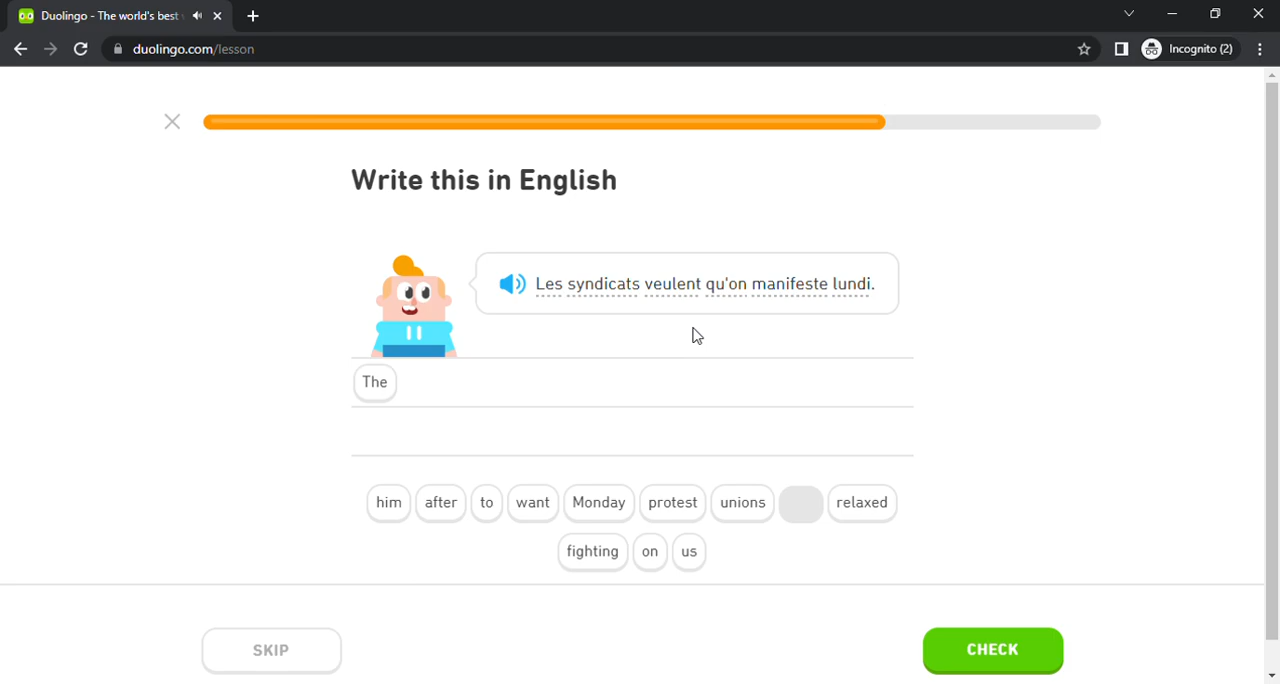 Duolingo - The world's best
duolingo.com/lesson
Incognito (2)
Write this in English
Les syndicats veulent qu'on manifeste lundi.
The
him after to want Monday protest unions relaxed
fighting on us
SKIP
CHECK